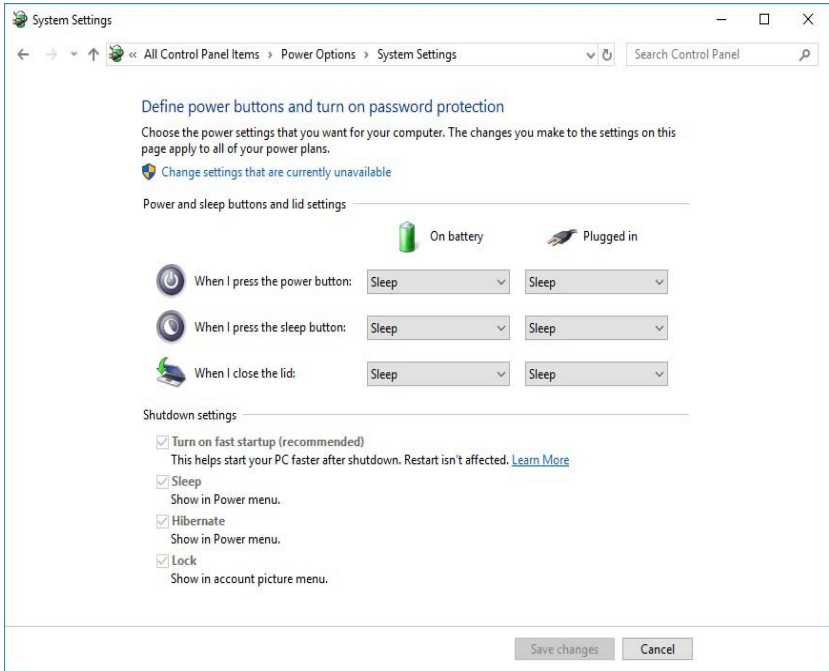 System Settings
« All Control Panel Items > Power Options > System Settings
Search Control Panel
Define power buttons and turn on password protection
Choose the power settings that you want for your computer. The changes you make to the settings on this
page apply to all of your power plans.
Change settings that are currently unavailable
Power and sleep buttons and lid settings
On battery Plugged in
When I press the power button: Sleep Sleep
When I press the sleep button: Sleep Sleep
When I close the lid: Sleep Sleep
Shutdown settings
Turn on fast startup (recommended)
This helps start your PC faster after shutdown. Restart isn't affected. Learn More
Sleep
Show in Power menu.
Hibernate
Show in Power menu.
Lock
Show in account picture menu.
Save changes Cancel